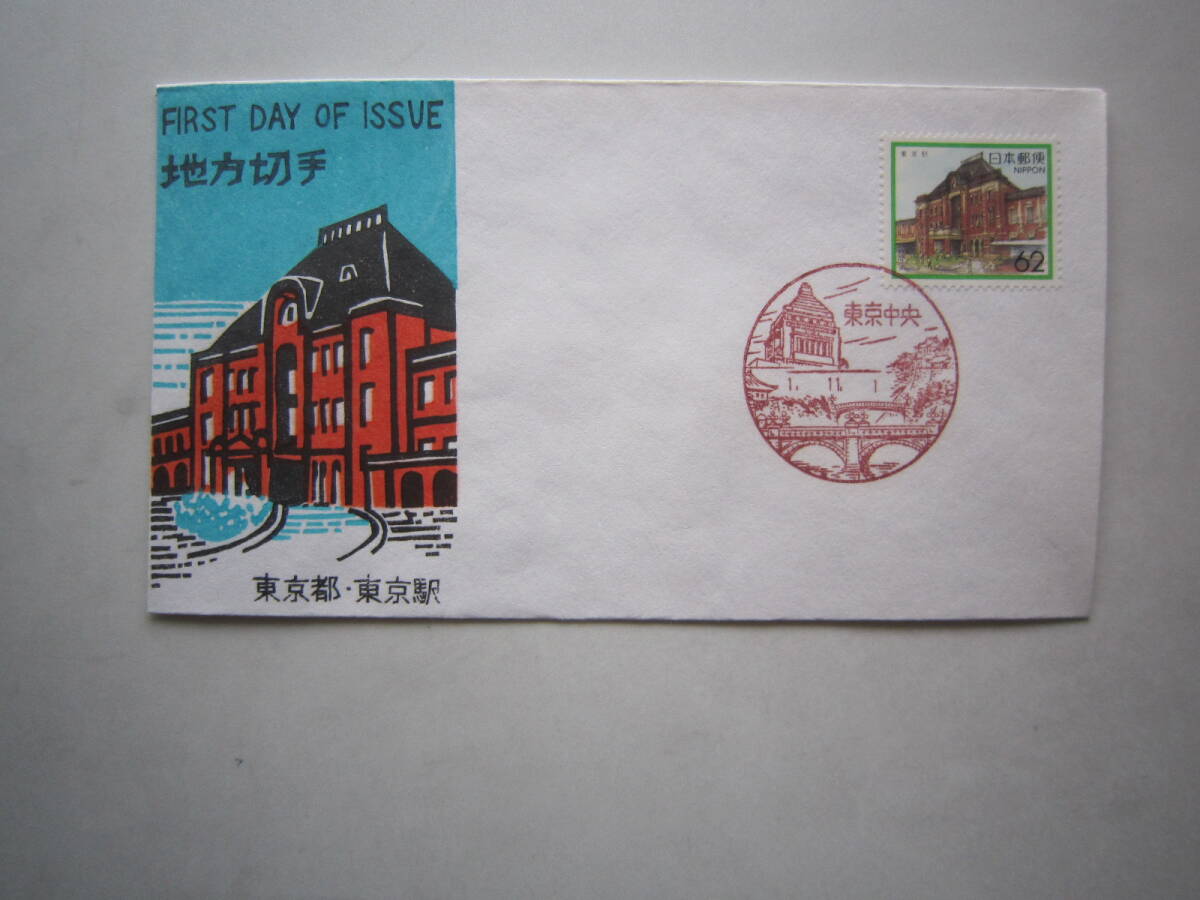 FIRST DAY OF ISSUE
地方切手
東京都・東京駅
東京駅
日本郵便
NIPPON
62
東京中央
1. 11. 1